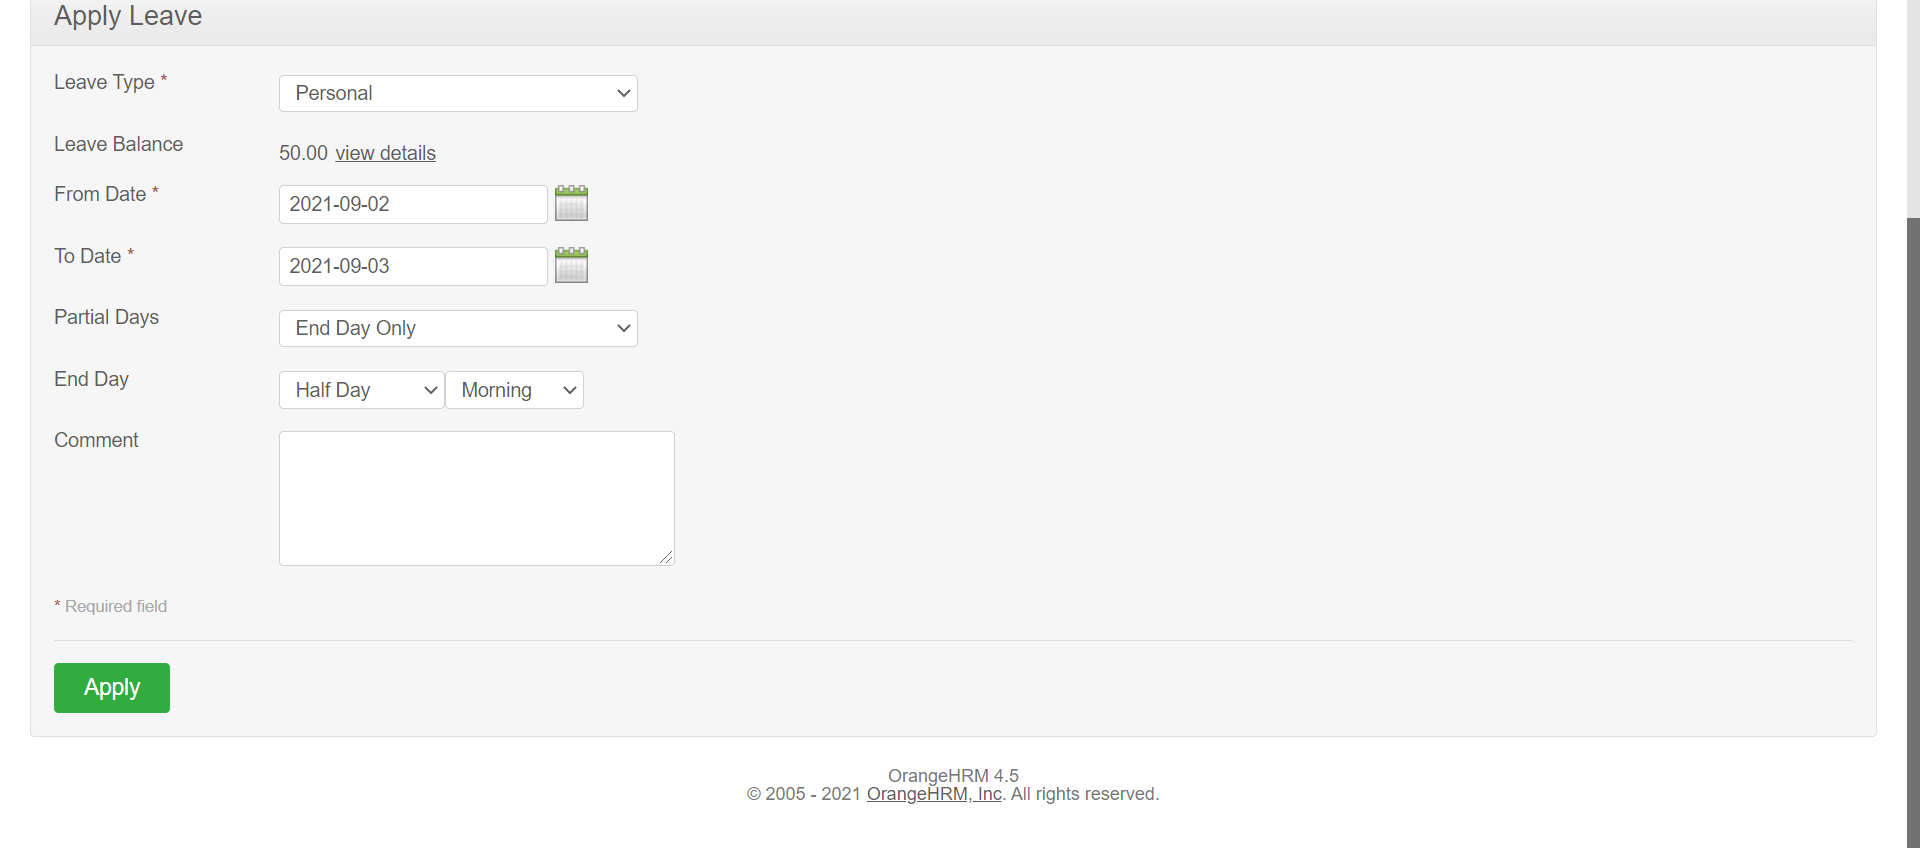 Apply Leave
Leave Type *
Personal
Leave Balance
50.00 view details
From Date *
2021-09-02
To Date *
2021-09-03
Partial Days
End Day Only
End Day
Half Day
Morning
Comment
* Required field
Apply
OrangeHRM 4.5
© 2005 - 2021 OrangeHRM, Inc. All rights reserved.